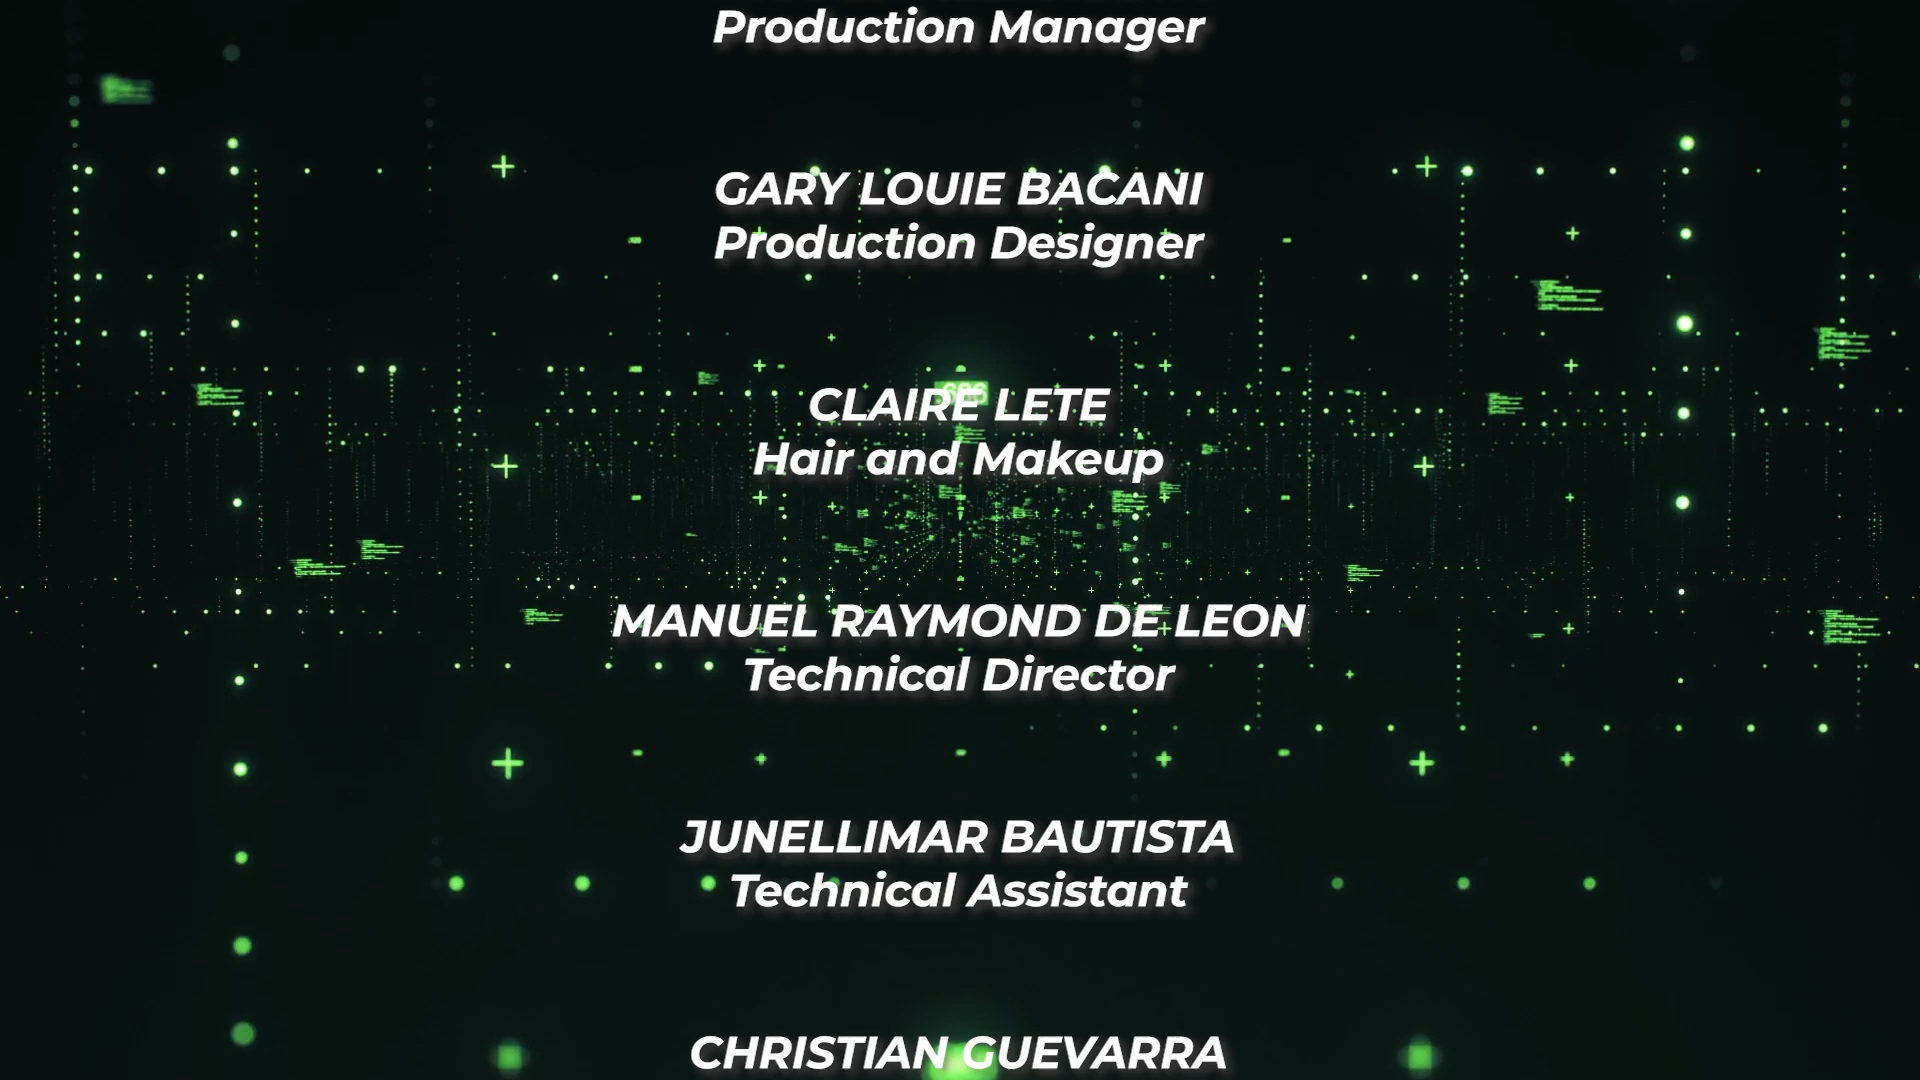 Production Manager
GARY LOUIE BACANI
Production Designer
CLAIRE LETE
Hair and Makeup
MANUEL RAYMOND DE LEON
Technical Director
JUNELLIMAR BAUTISTA
Technical Assistant
CHRISTIAN GUEVARRA